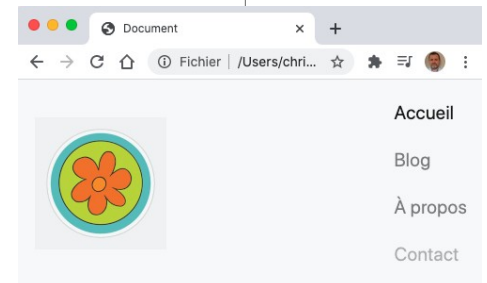 Document
Fichier /Users/chri...
Accueil
Blog
À propos
Contact